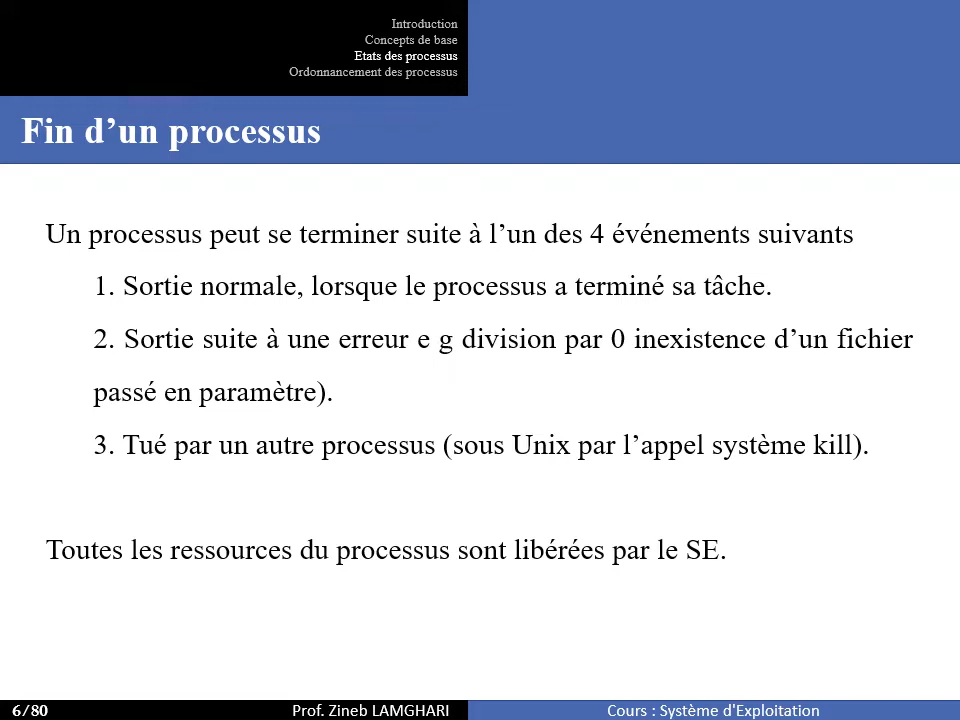 Introduction
Concepts de base
Etats des processus
Ordonnancement des processus
Fin d’un processus
Un processus peut se terminer suite à l’un des 4 événements suivants
1. Sortie normale, lorsque le processus a terminé sa tâche.
2. Sortie suite à une erreur e g division par 0 inexistence d’un fichier
passé en paramètre).
3. Tué par un autre processus (sous Unix par l’appel système kill).
Toutes les ressources du processus sont libérées par le SE.
6/80
Prof. Zineb LAMGHARI
Cours : Système d'Exploitation